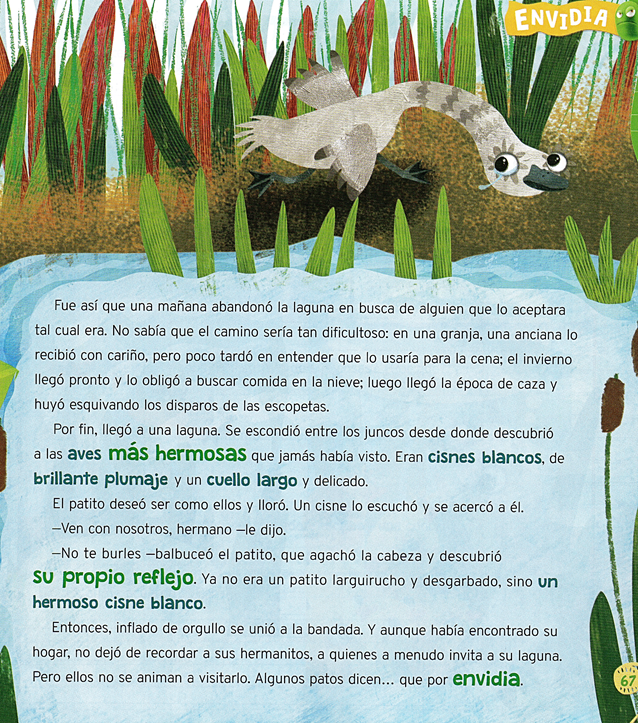 ENVIDIA
Fue así que una mañana abandonó la laguna en busca de alguien que lo aceptara
tal cual era. No sabía que el camino sería tan dificultoso: en una granja, una anciana lo
recibió con cariño, pero poco tardó en entender que lo usaría para la cena; el invierno
llegó pronto y lo obligó a buscar comida en la nieve; luego llegó la época de caza y
huyó esquivando los disparos de las escopetas.
Por fin, llegó a una laguna. Se escondió entre los juncos desde donde descubrió
a las aves más hermosas que jamás había visto. Eran cisnes blancos, de
brillante plumaje y un cuello largo y delicado.
El patito deseó ser como ellos y lloró. Un cisne lo escuchó y se acercó a él.
—Ven con nosotros, hermano —le dijo.
—No te burles —balbuceó el patito, que agachó la cabeza y descubrió
su propio reflejo. Ya no era un patito larguirucho y desgarbado, sino un
hermoso cisne blanco.
Entonces, inflado de orgullo se unió a la bandada. Y aunque había encontrado su
hogar, no dejó de recordar a sus hermanitos, a quienes a menudo invita a su laguna.
Pero ellos no se animan a visitarlo. Algunos patos dicen... que por envidia.
67